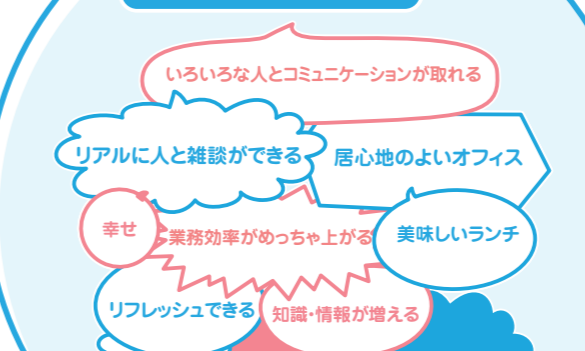 いろいろな人とコミュニケーションが取れる
リアルに人と雑談ができる
居心地のよいオフィス
幸せ
業務効率がめっちゃ上がる
美味しいランチ
リフレッシュできる
知識・情報が増える